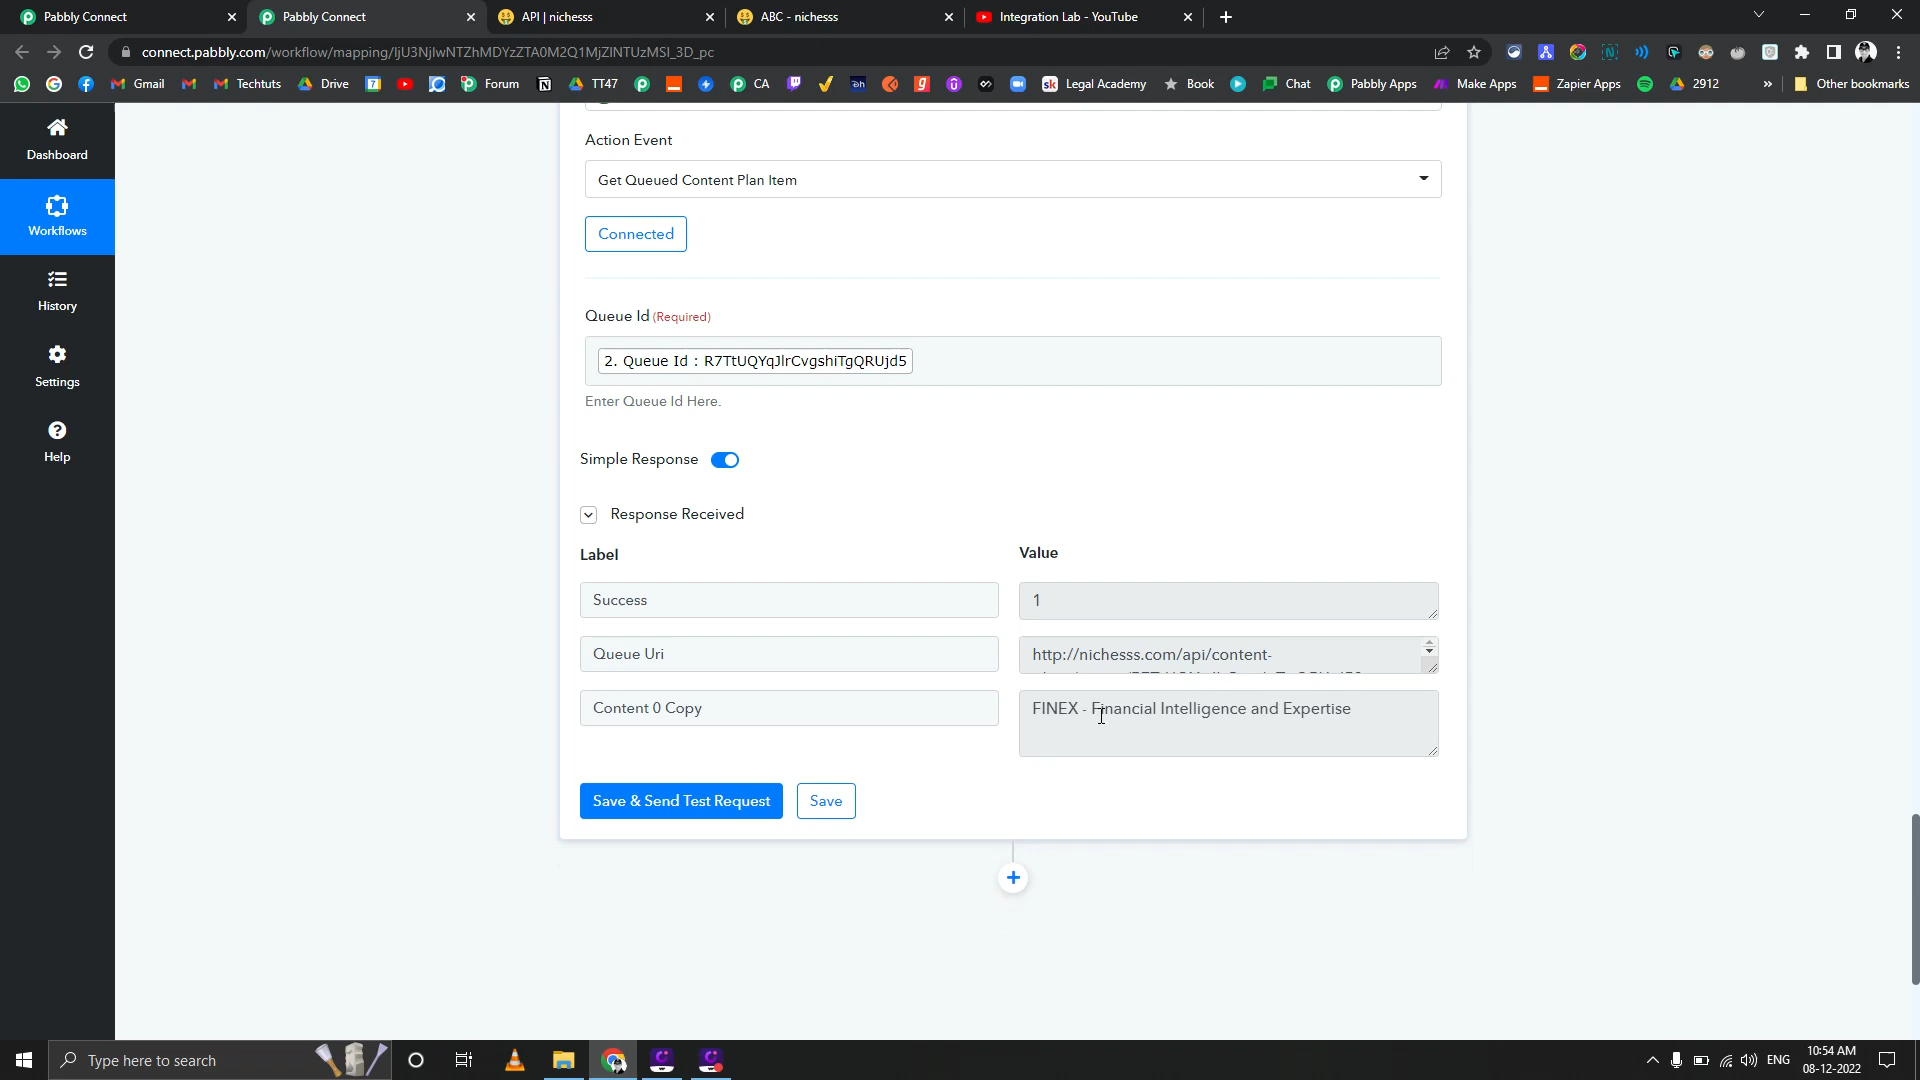 Pabbly Connect
Pabbly Connect
API | nichesss
ABC - nichesss
Integration Lab - YouTube
connect.pabbly.com/workflow/mapping/IjU3NjIwNTZhMDYzZTA0M2Q1MjZlNTUzMSI_3D_pc
Gmail
Techtuts
Drive
Forum
TT47
CA
Legal Academy
Book
Chat
Pabbly Apps
Make Apps
Zapier Apps
2912
»
Other bookmarks
Dashboard
Workflows
History
Settings
Help
Action Event
Get Queued Content Plan Item
Connected
Queue Id (Required)
2. Queue Id : R7TtUQYqJlrCvgshiTgQRUjd5
Enter Queue Id Here.
Simple Response
Response Received
Label
Value
Success
1
Queue Uri
http://nichesss.com/api/content-
Content 0 Copy
FINEX - Financial Intelligence and Expertise
Save & Send Test Request
Save
Type here to search
ENG
10:54 AM
08-12-2022